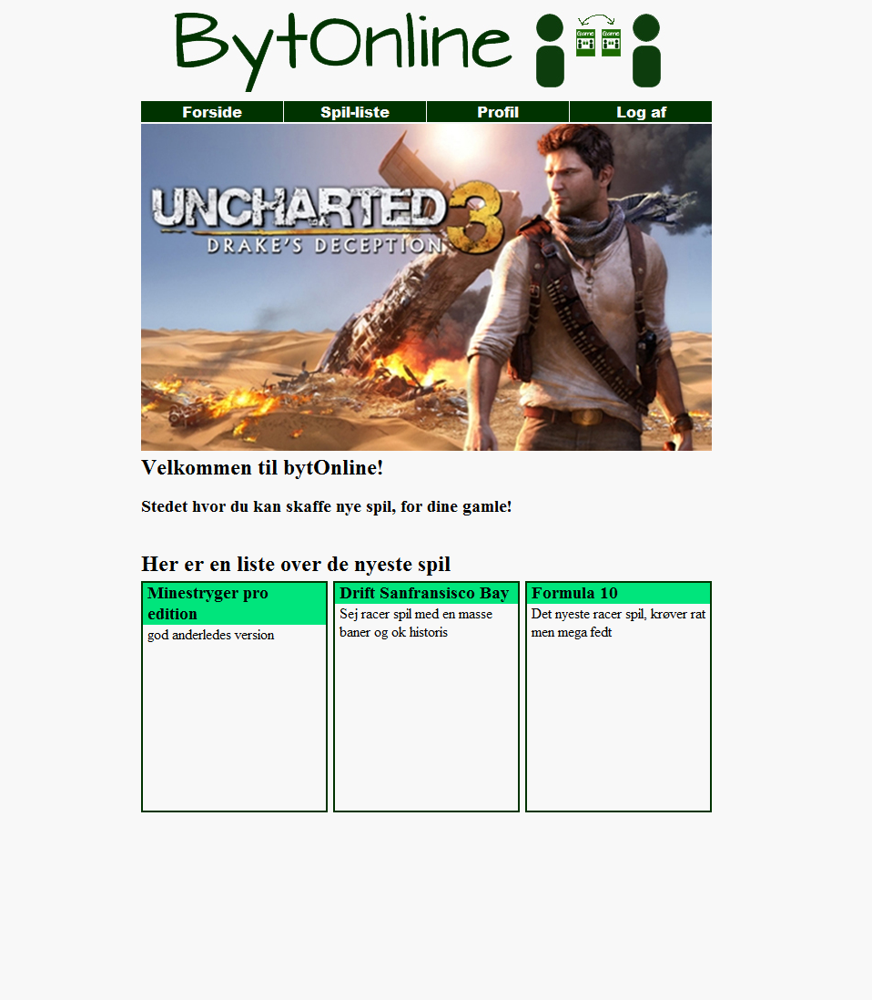 BytOnline
Game Game
Forside Spil-liste Profil Log af
UNCHARTED 3
DRAKE'S DECEPTION
Velkommen til bytOnline!
Stedet hvor du kan skaffe nye spil, for dine gamle!
Her er en liste over de nyeste spil
Minestryger pro
edition
god anderledes version
Drift Sanfransisco Bay
Sej racer spil med en masse
baner og ok historis
Formula 10
Det nyeste racer spil, krøver rat
men mega fedt